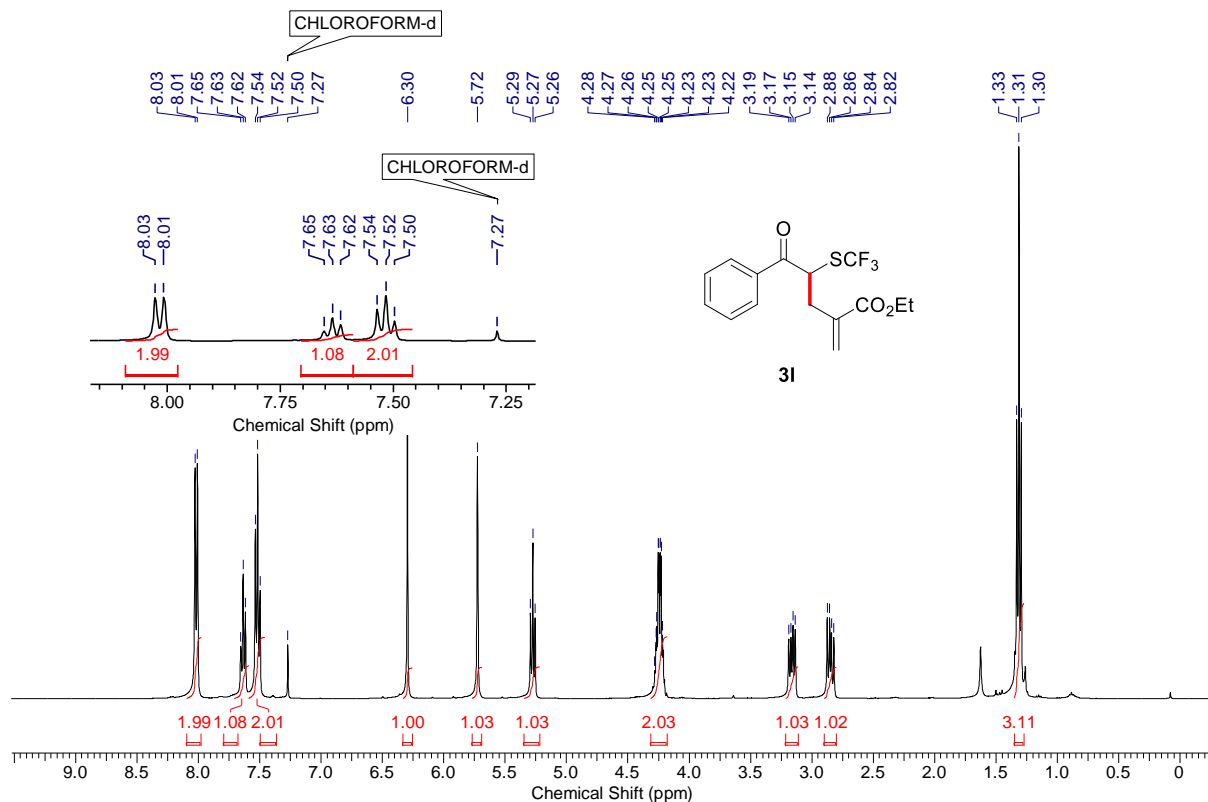 CHLOROFORM-d
8.03 8.01 7.65 7.63 7.62 7.54 7.52 7.50 7.27 6.30 5.72 5.29 5.27 5.26 4.28 4.27 4.26 4.25 4.25 4.23 4.23 4.22 3.19 3.17 3.15 3.14 2.88 2.86 2.84 2.82 1.33 1.31 1.30
CHLOROFORM-d
8.03 8.01 7.65 7.63 7.62 7.54 7.52 7.50 7.27
O
SCF3
CO2Et
3l
1.99 1.08 2.01
8.00 7.75 7.50 7.25
Chemical Shift (ppm)
1.99 1.08 2.01 1.00 1.03 1.03 2.03 1.03 1.02 3.11
9.0 8.5 8.0 7.5 7.0 6.5 6.0 5.5 5.0 4.5 4.0 3.5 3.0 2.5 2.0 1.5 1.0 0.5 0
Chemical Shift (ppm)